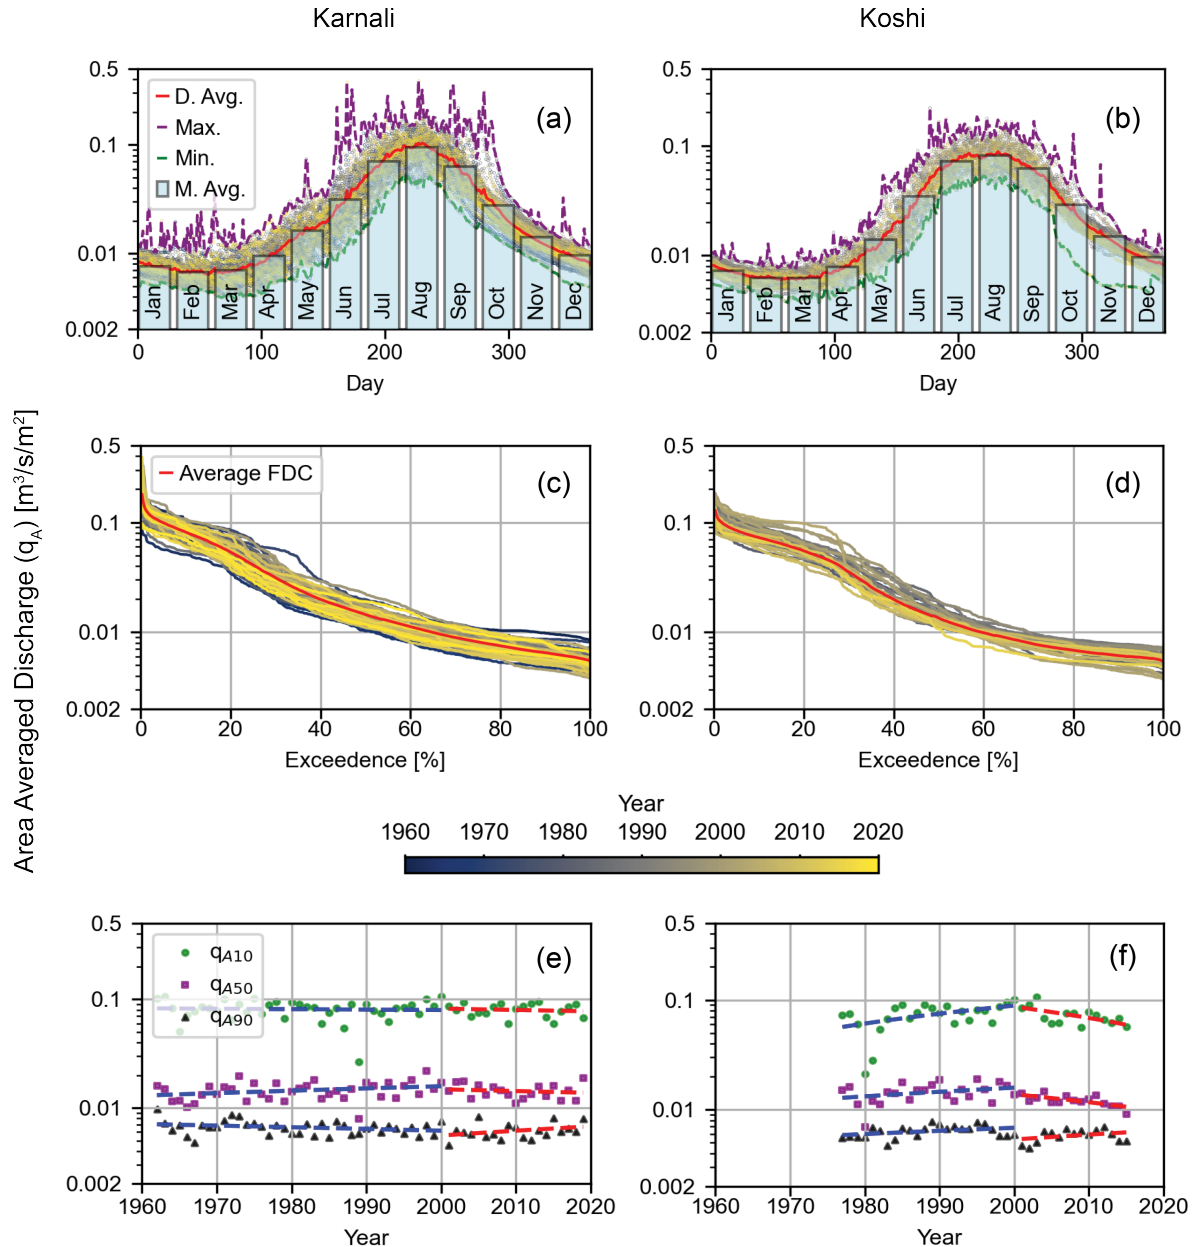 Karnali
Koshi
0.5
0.1
0.01
0.002
D. Avg.
Max.
Min.
M. Avg.
(a)
Jan Feb Mar Apr May Jun Jul Aug Sep Oct Nov Dec
0 100 200 300
Day
0.5
0.1
0.01
0.002
(b)
Jan Feb Mar Apr May Jun Jul Aug Sep Oct Nov Dec
0 100 200 300
Day
Area Averaged Discharge (qA) [m³/s/m²]
0.5
0.1
0.01
0.002
Average FDC
(c)
0 20 40 60 80 100
Exceedence [%]
0.5
0.1
0.01
0.002
(d)
0 20 40 60 80 100
Exceedence [%]
Year
1960 1970 1980 1990 2000 2010 2020
0.5
0.1
0.01
0.002
qA10
qA50
qA90
(e)
1960 1970 1980 1990 2000 2010 2020
Year
0.5
0.1
0.01
0.002
(f)
1960 1970 1980 1990 2000 2010 2020
Year